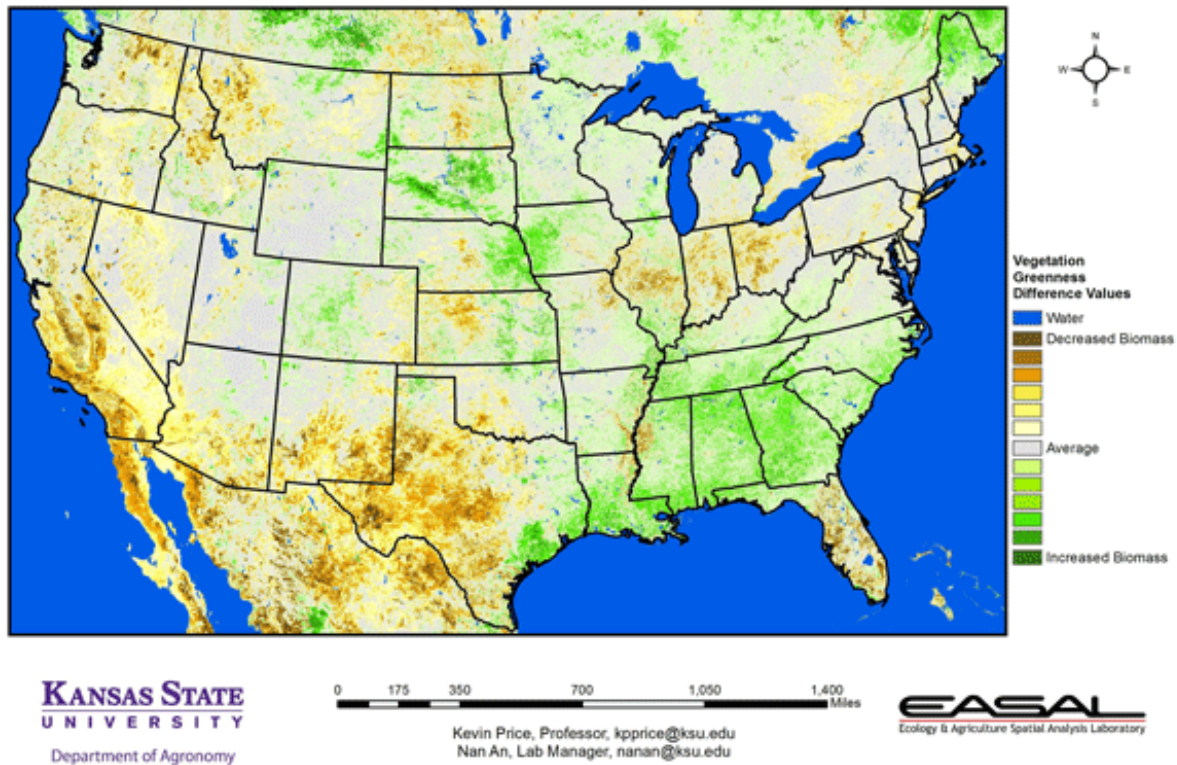 N
W E
S
Vegetation
Greenness
Difference Values
Water
Decreased Biomass
Average
Increased Biomass
KANSAS STATE
UNIVERSITY
Department of Agronomy
0 175 350 700 1,050 1,400
Miles
Kevin Price, Professor, kpprice@ksu.edu
Nan An, Lab Manager, nanan@ksu.edu
EASAL
Ecology & Agriculture Spatial Analysis Laboratory